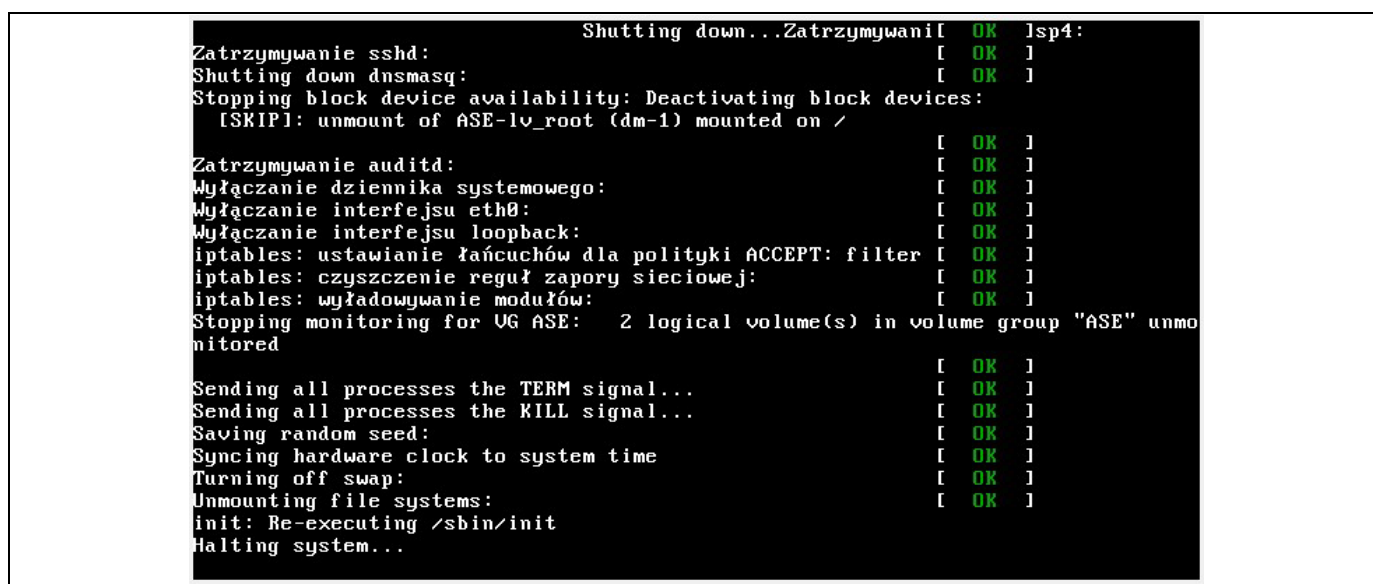 Shutting down...Zatrzymywani[  OK  ]sp4:
Zatrzymywanie sshd:                                        [  OK  ]
Shutting down dnsmasq:                                     [  OK  ]
Stopping block device availability: Deactivating block devices:
  [SKIP]: unmount of ASE-lv_root (dm-1) mounted on /
                                                           [  OK  ]
Zatrzymywanie auditd:                                      [  OK  ]
Wyłączanie dziennika systemowego:                          [  OK  ]
Wyłączanie interfejsu eth0:                                [  OK  ]
Wyłączanie interfejsu loopback:                            [  OK  ]
iptables: ustawianie łańcuchów dla polityki ACCEPT: filter [  OK  ]
iptables: czyszczenie reguł zapory sieciowej:              [  OK  ]
iptables: wyładowywanie modułów:                           [  OK  ]
Stopping monitoring for VG ASE:   2 logical volume(s) in volume group "ASE" unmo
nitored
                                                           [  OK  ]
Sending all processes the TERM signal...                   [  OK  ]
Sending all processes the KILL signal...                   [  OK  ]
Saving random seed:                                        [  OK  ]
Syncing hardware clock to system time                      [  OK  ]
Turning off swap:                                          [  OK  ]
Unmounting file systems:                                   [  OK  ]
init: Re-executing /sbin/init
Halting system...